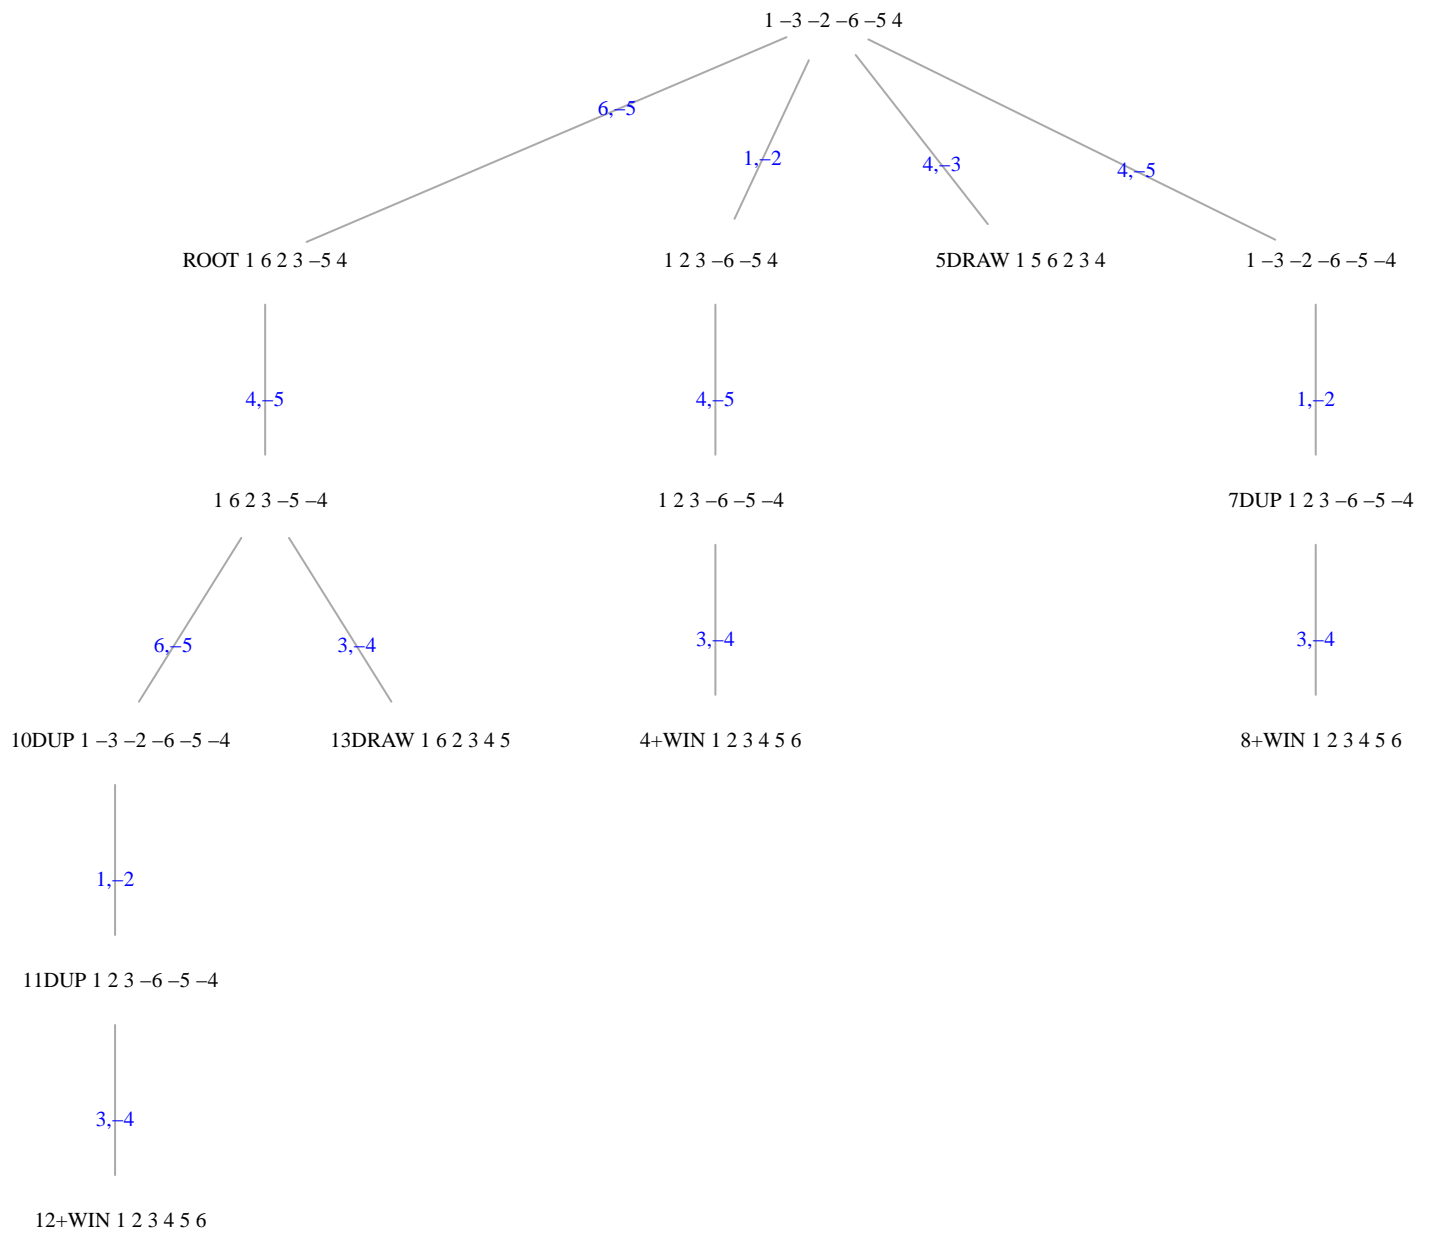 1 –3 –2 –6 –5 4
6,–5
1,–2
4,–3
4,–5
ROOT 1 6 2 3 –5 4
1 2 3 –6 –5 4
5DRAW 1 5 6 2 3 4
1 –3 –2 –6 –5 –4
4,–5
4,–5
1,–2
1 6 2 3 –5 –4
1 2 3 –6 –5 –4
7DUP 1 2 3 –6 –5 –4
6,–5
3,–4
3,–4
3,–4
10DUP 1 –3 –2 –6 –5 –4
13DRAW 1 6 2 3 4 5
4+WIN 1 2 3 4 5 6
8+WIN 1 2 3 4 5 6
1,–2
11DUP 1 2 3 –6 –5 –4
3,–4
12+WIN 1 2 3 4 5 6